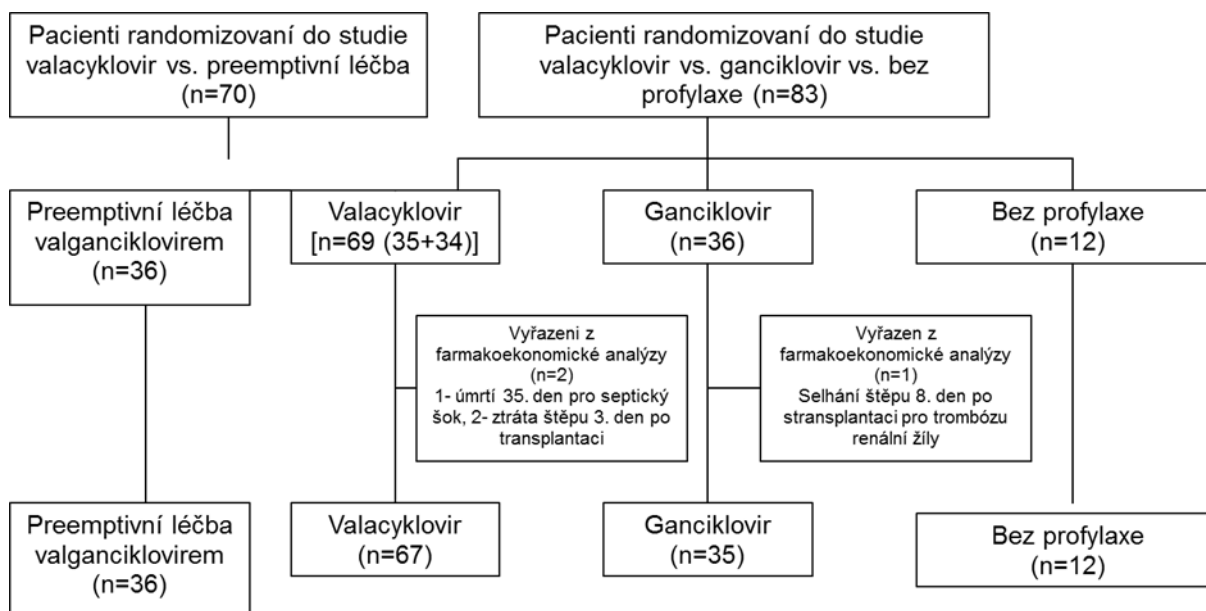 Pacienti randomizovaní do studie
valacyklovir vs. preemptivní léčba
(n=70)
Pacienti randomizovaní do studie
valacyklovir vs. ganciklovir vs. bez
profylaxe (n=83)
Preemptivní léčba
valganciklovirem
(n=36)
Valacyklovir
[n=69 (35+34)]
Ganciklovir
(n=36)
Bez profylaxe
(n=12)
Vyřazeni z
farmakoekonomické analýzy
(n=2)
1- úmrtí 35. den pro septický
šok, 2- ztráta štěpu 3. den po
transplantaci
Vyřazen z
farmakoekonomické analýzy
(n=1)
Selhání štěpu 8. den po
stransplantaci pro trombózu
renální žíly
Preemptivní léčba
valganciklovirem
(n=36)
Valacyklovir
(n=67)
Ganciklovir
(n=35)
Bez profylaxe
(n=12)